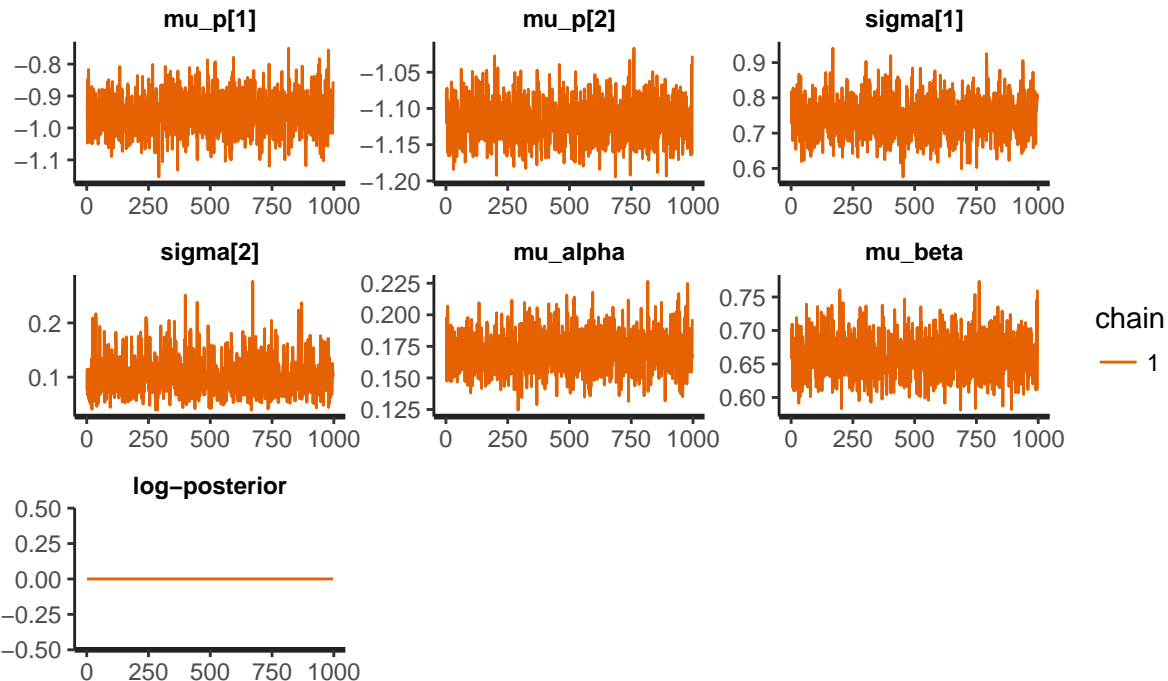 mu_p[1] mu_p[2] sigma[1]
−0.8 −0.9 −1.0 −1.1
−1.05 −1.10 −1.15 −1.20
0.9 0.8 0.7 0.6
0 250 500 750 1000 0 250 500 750 1000 0 250 500 750 1000
sigma[2] mu_alpha mu_beta
0.2 0.1
0.225 0.200 0.175 0.150 0.125
0.75 0.70 0.65 0.60
0 250 500 750 1000 0 250 500 750 1000 0 250 500 750 1000
chain
1
log−posterior
0.50
0.25
0.00
−0.25
−0.50
0 250 500 750 1000